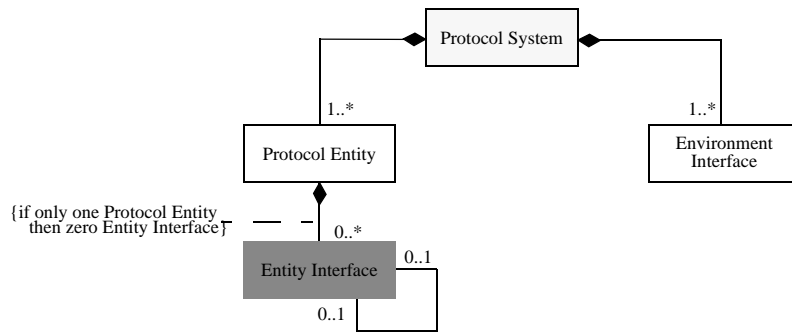 Protocol System
1..*
1..*
Protocol Entity
Environment
Interface
{if only one Protocol Entity
then zero Entity Interface}
0..*
Entity Interface
0..1
0..1